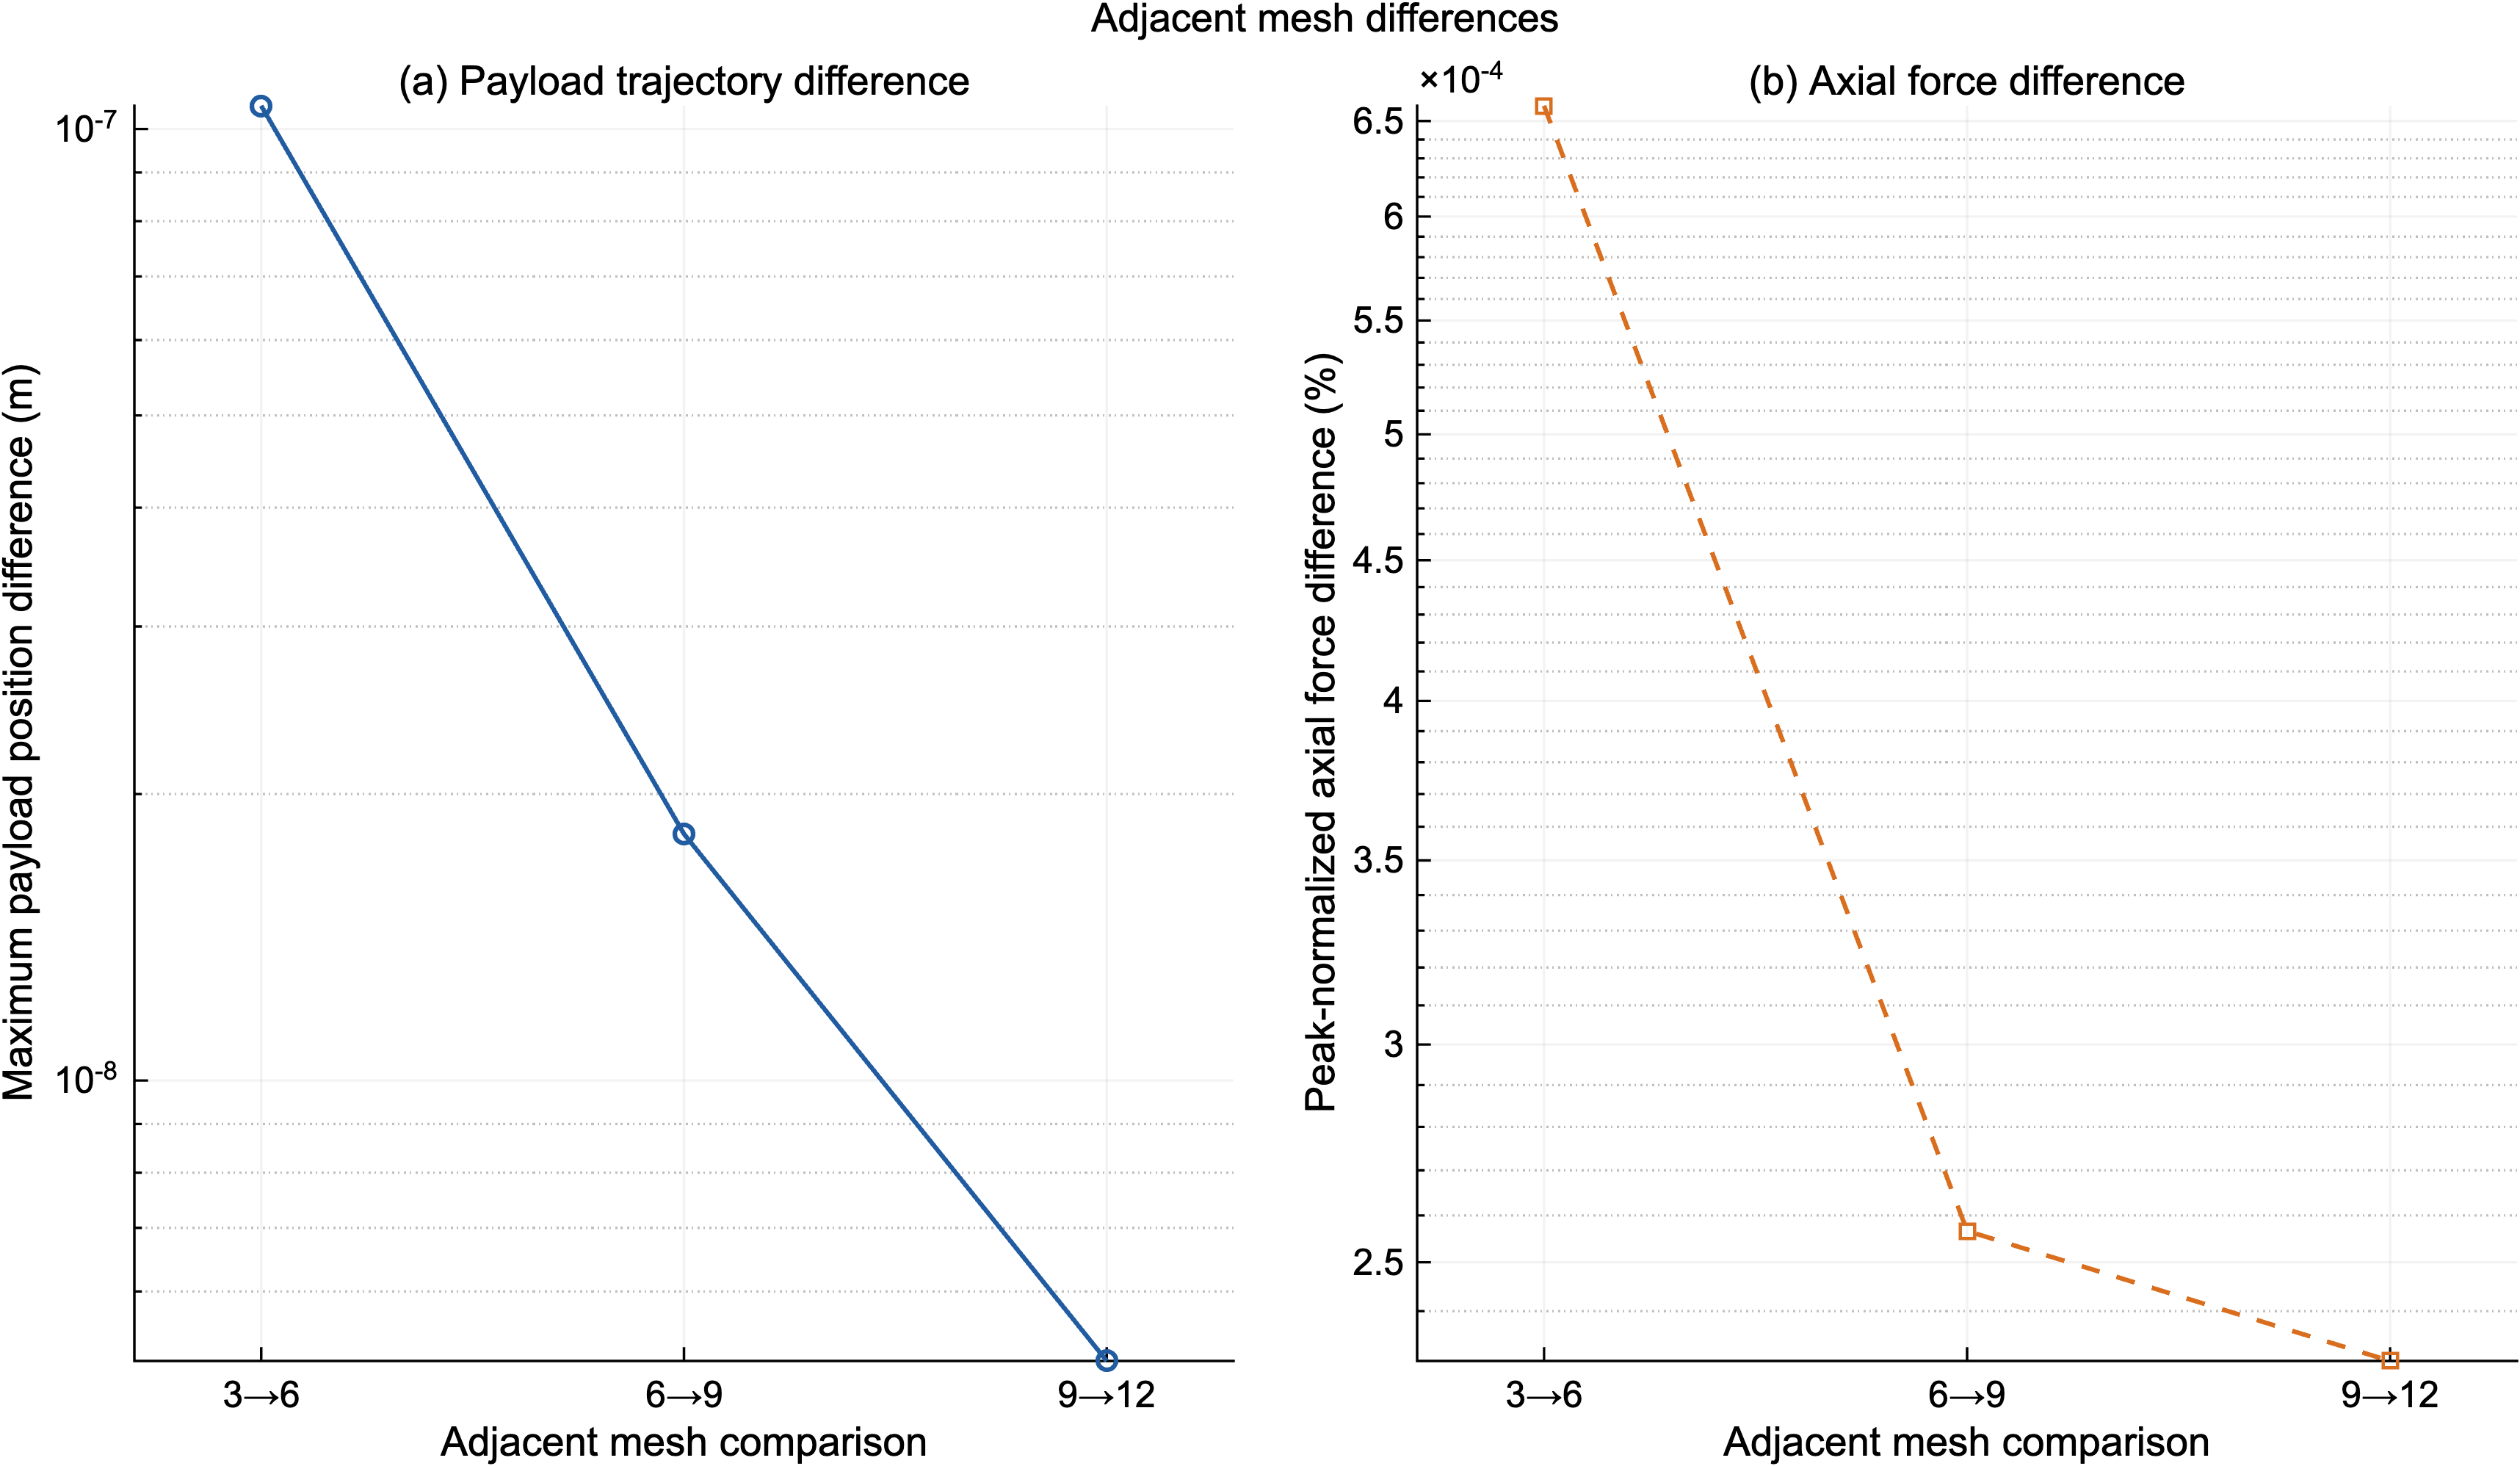 Adjacent mesh differences
(a) Payload trajectory difference
Maximum payload position difference (m)
10⁻⁷
10⁻⁸
3→6
6→9
9→12
Adjacent mesh comparison
(b) Axial force difference
×10⁻⁴
Peak-normalized axial force difference (%)
6.5
6
5.5
5
4.5
4
3.5
3
2.5
3→6
6→9
9→12
Adjacent mesh comparison